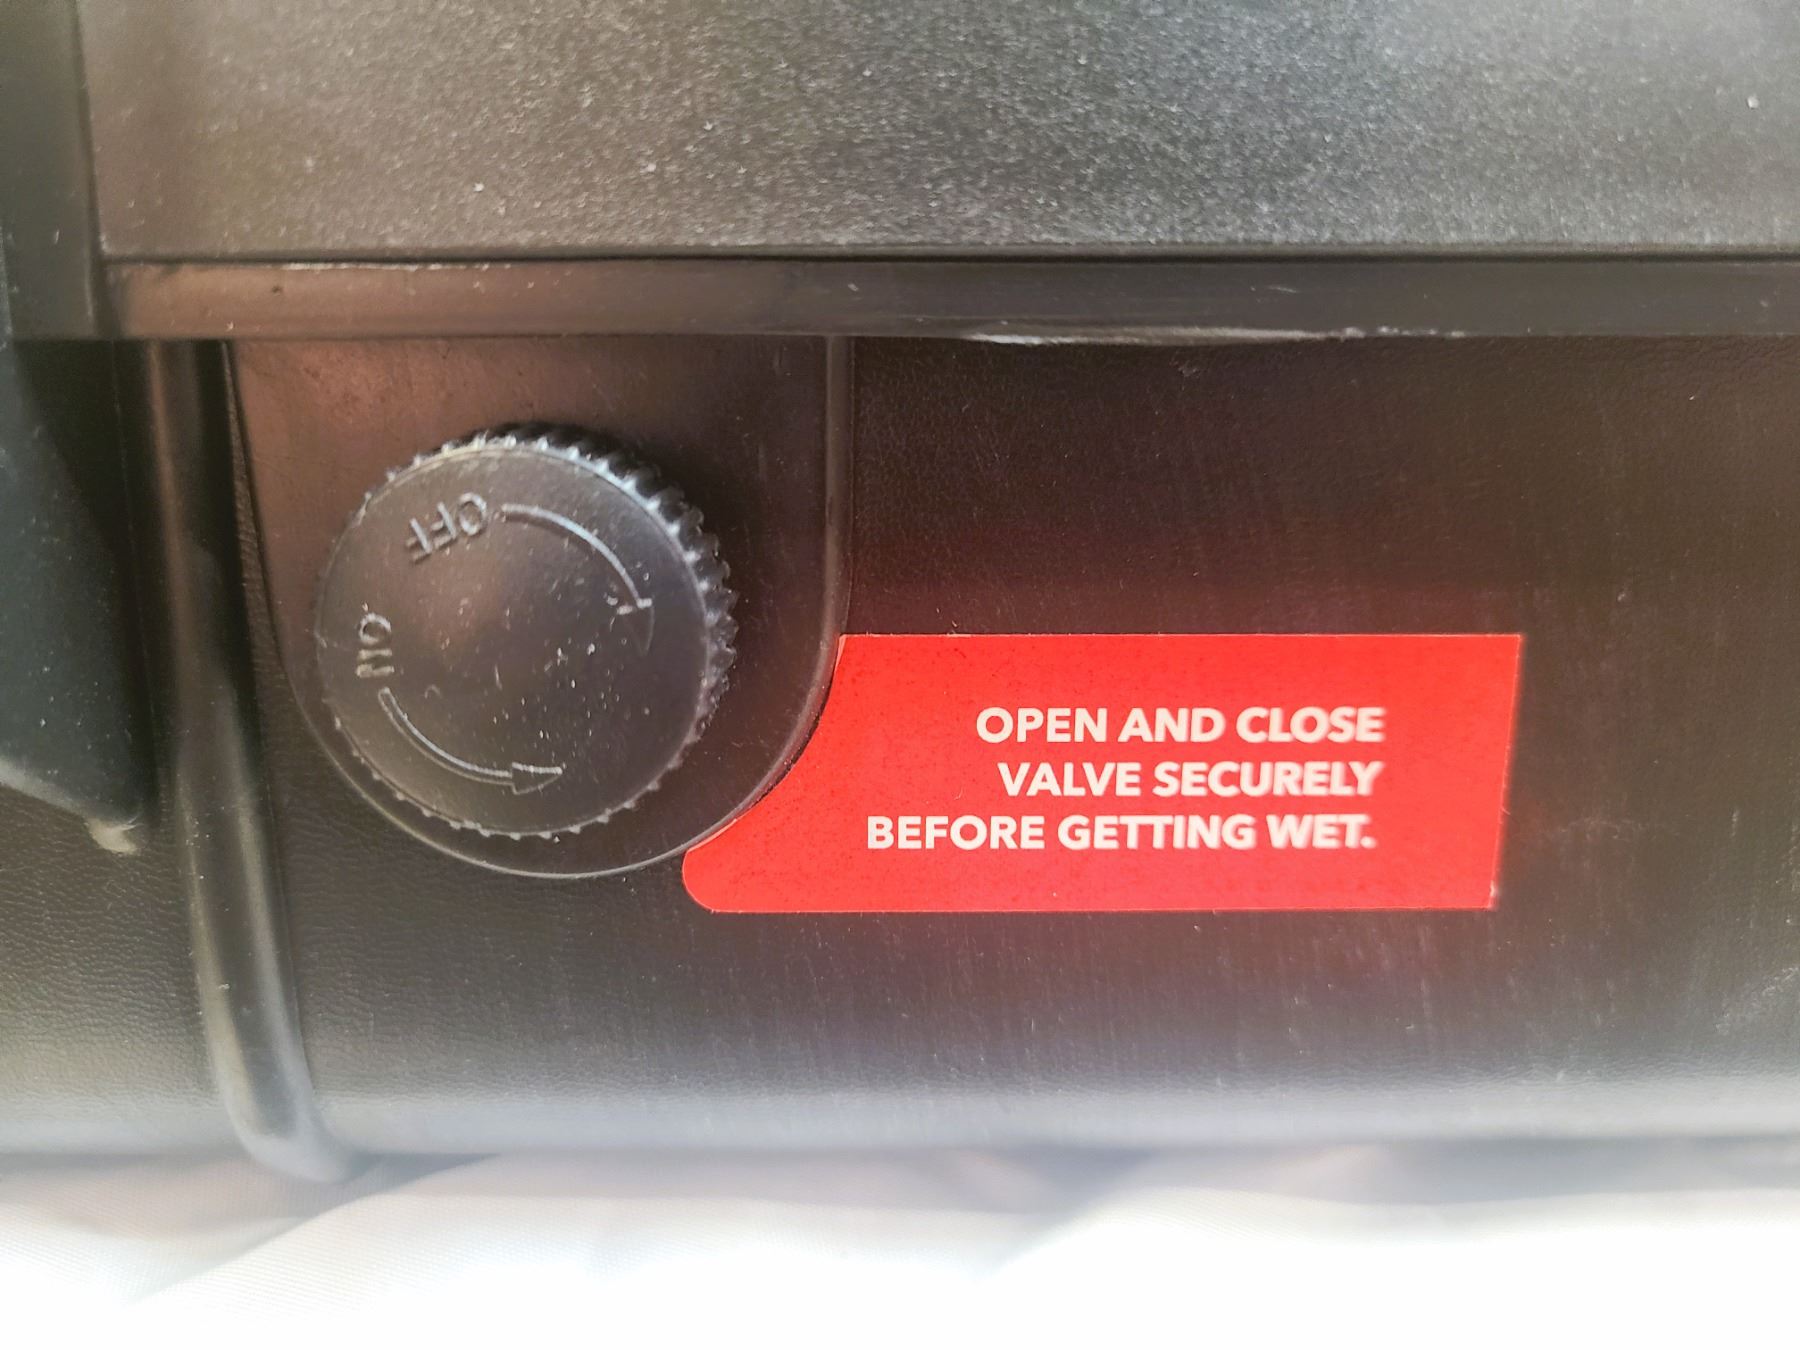 OFF
ON
OPEN AND CLOSE
VALVE SECURELY
BEFORE GETTING WET.